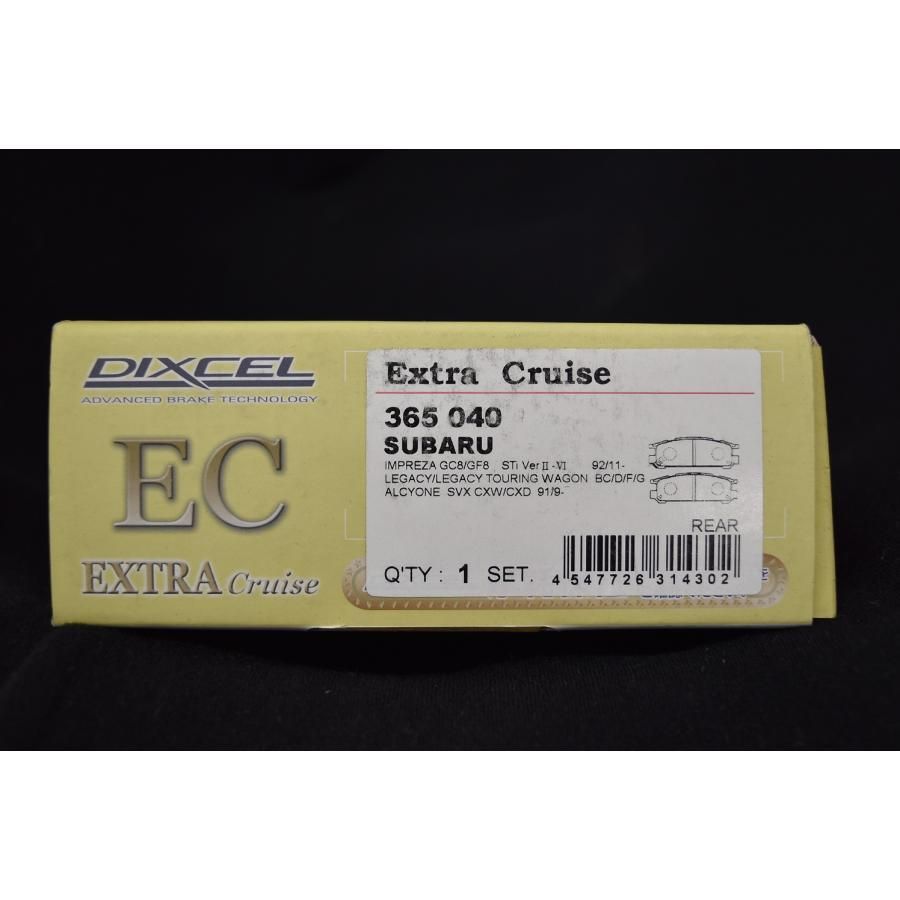 DIXCEL
ADVANCED BRAKE TECHNOLOGY
EC
EXTRA Cruise
Extra Cruise
365 040
SUBARU
IMPREZA GC8/GF8 STi Ver II-VI 92/11-
LEGACY/LEGACY TOURING WAGON BC/D/F/G
ALCYONE SVX CXW/CXD 91/9-
REAR
Q'TY : 1 SET.
4 547726 314302